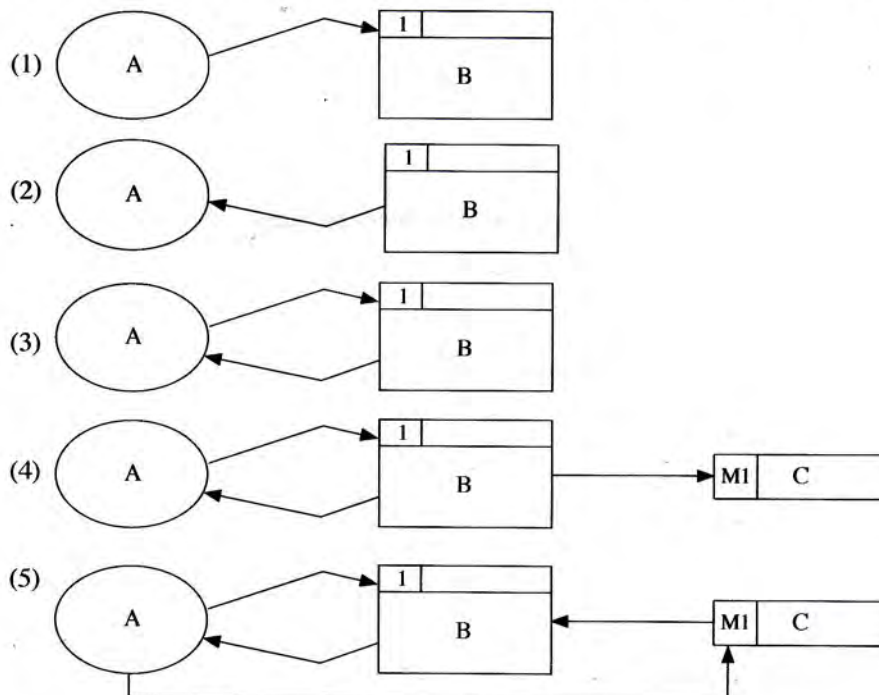 1
(1) A B
1
(2) A B
1
(3) A B
1
(4) A B M1 C
(5) 1
A B M1 C